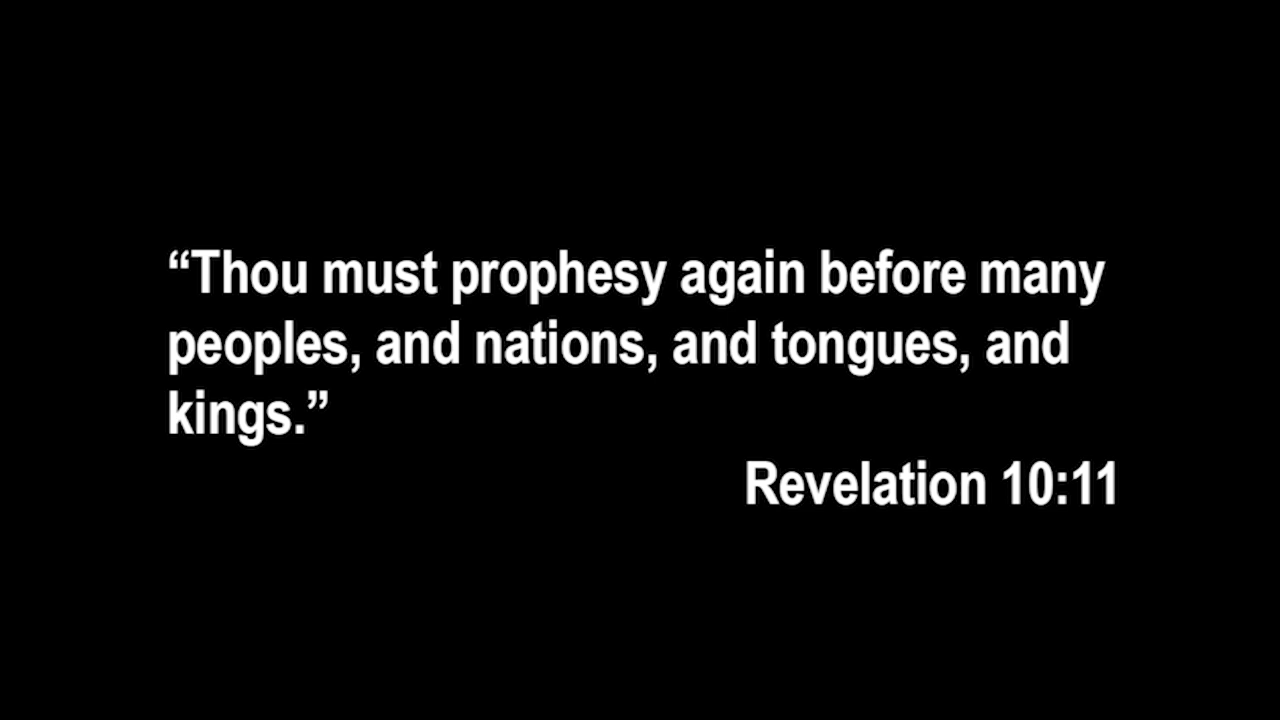 “Thou must prophesy again before many
peoples, and nations, and tongues, and
kings.”
Revelation 10:11